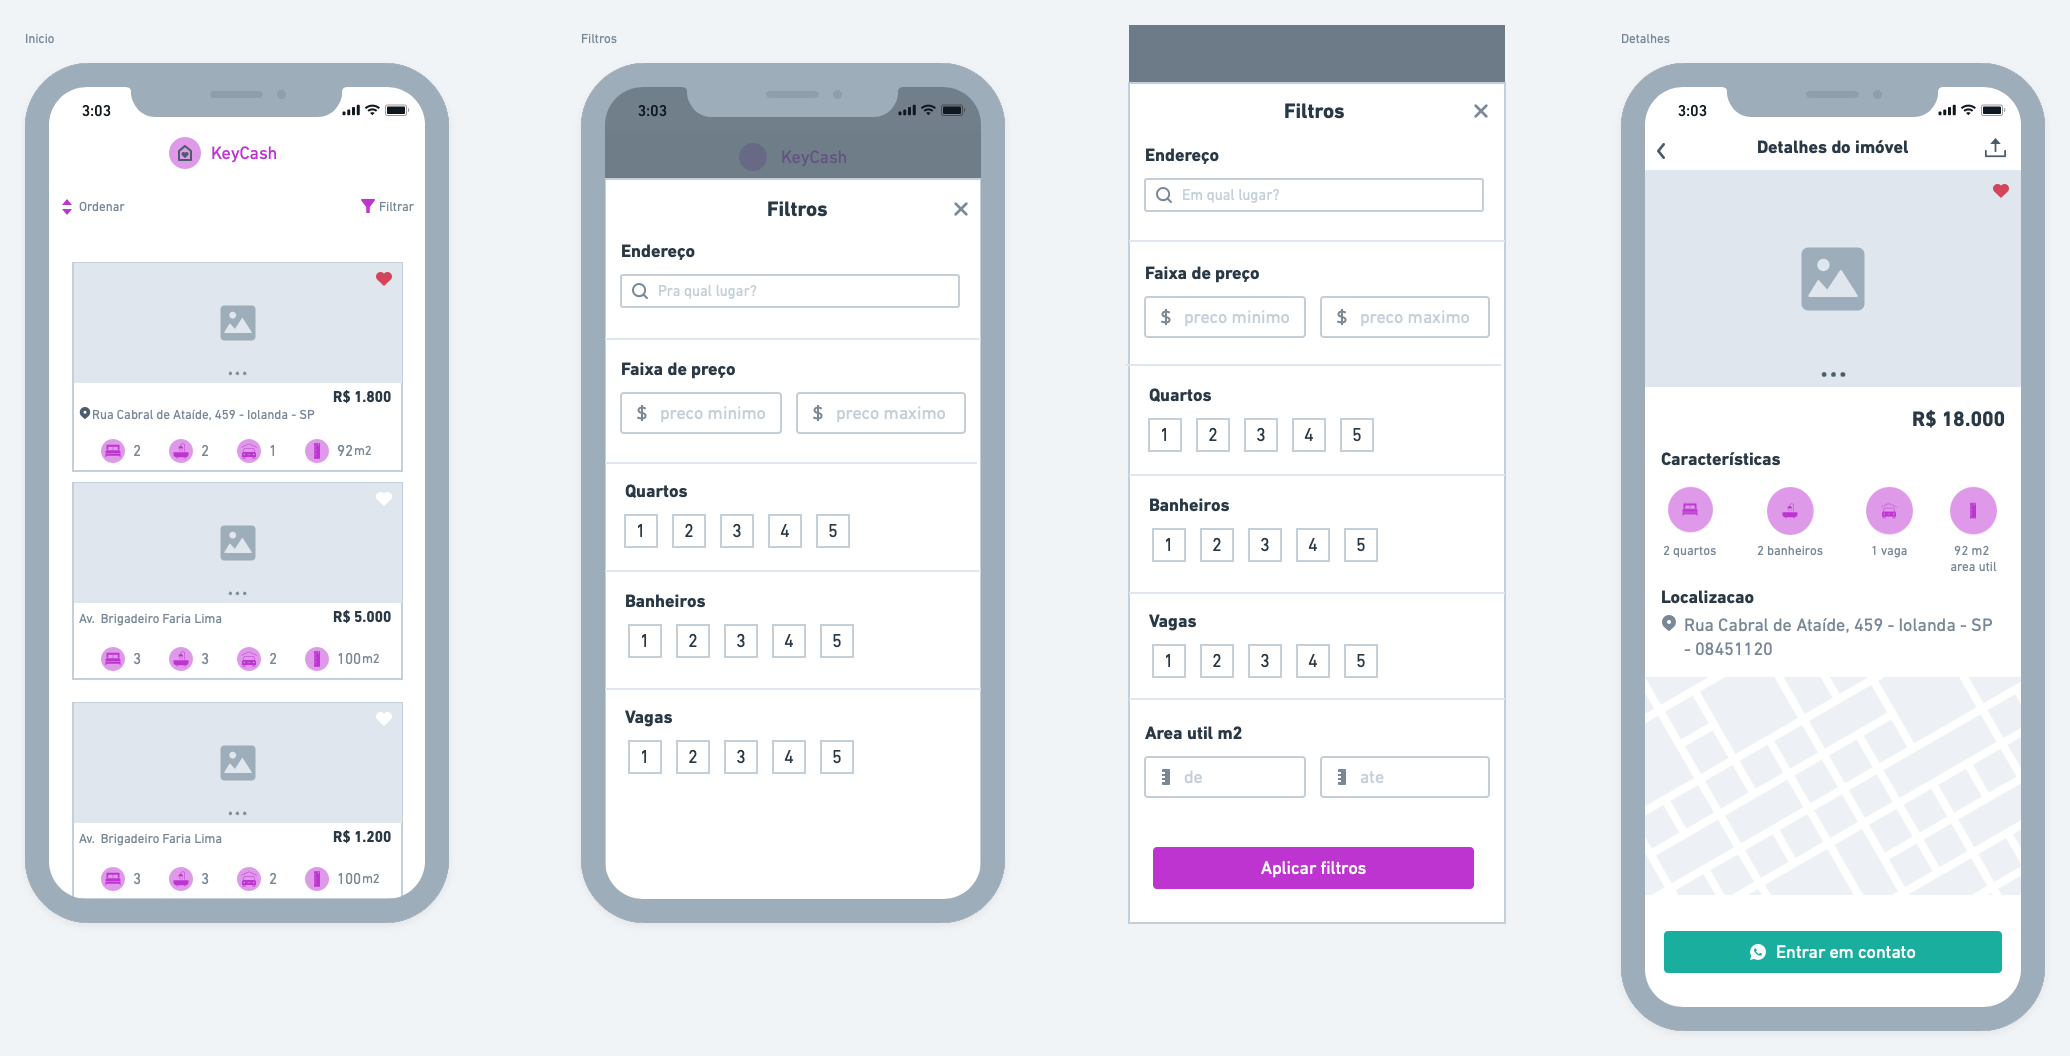 Inicio
3:03
KeyCash
Ordenar
Filtrar
R$ 1.800
Rua Cabral de Ataíde, 459 - Iolanda - SP
2 2 1 92m2
R$ 5.000
Av. Brigadeiro Faria Lima
3 3 2 100m2
R$ 1.200
Av. Brigadeiro Faria Lima
3 3 2 100m2
Filtros
3:03
KeyCash
Filtros
Endereço
Pra qual lugar?
Faixa de preço
$ preco minimo $ preco maximo
Quartos
1 2 3 4 5
Banheiros
1 2 3 4 5
Vagas
1 2 3 4 5
Filtros
Endereço
Em qual lugar?
Faixa de preço
$ preco minimo $ preco maximo
Quartos
1 2 3 4 5
Banheiros
1 2 3 4 5
Vagas
1 2 3 4 5
Area util m2
de ate
Aplicar filtros
Detalhes
3:03
Detalhes do imóvel
R$ 18.000
Características
2 quartos 2 banheiros 1 vaga 92 m2
area util
Localizacao
Rua Cabral de Ataíde, 459 - Iolanda - SP
- 08451120
Entrar em contato